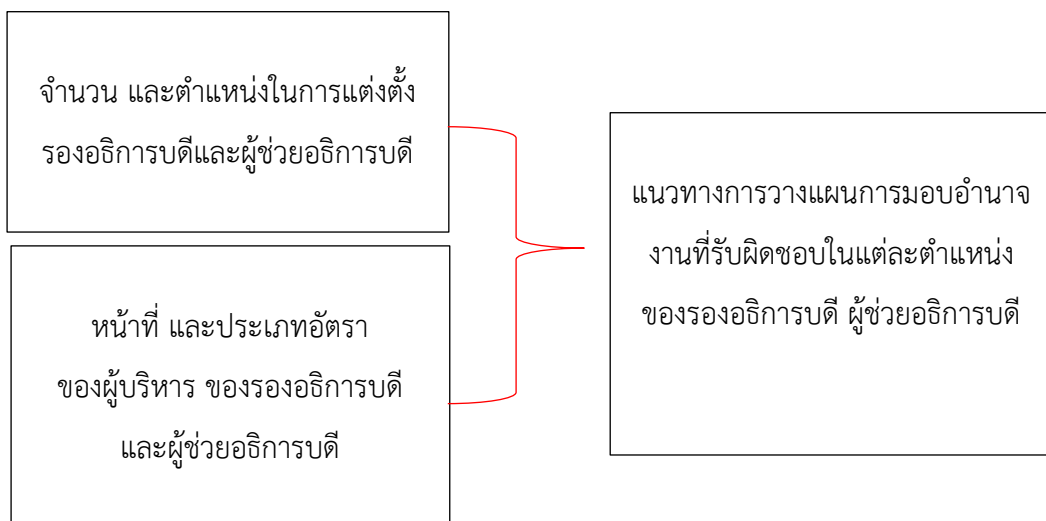 จำนวน และตำแหน่งในการแต่งตั้ง
รองอธิการบดีและผู้ช่วยอธิการบดี
หน้าที่ และประเภทอัตรา
ของผู้บริหาร ของรองอธิการบดี
และผู้ช่วยอธิการบดี
แนวทางการวางแผนการมอบอำนาจ
งานที่รับผิดชอบในแต่ละตำแหน่ง
ของรองอธิการบดี ผู้ช่วยอธิการบดี